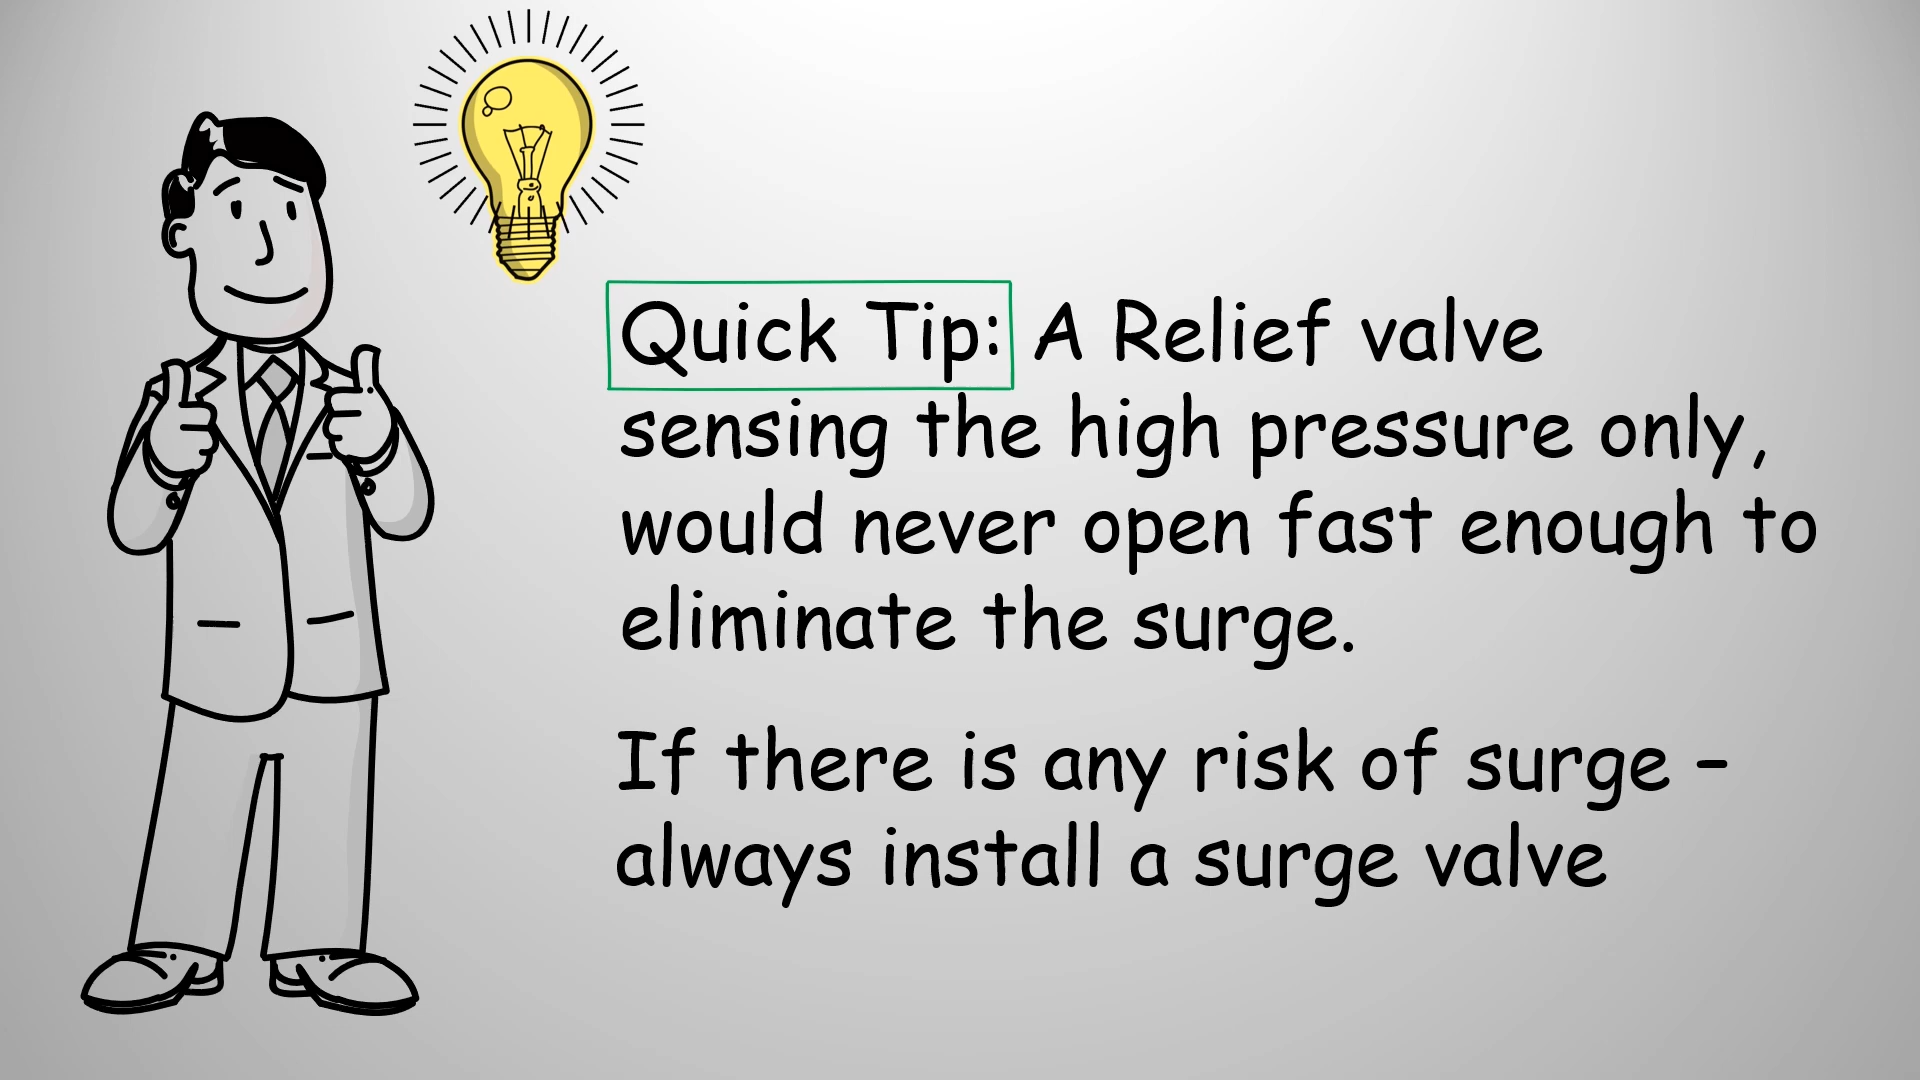 Quick Tip: A Relief valve
sensing the high pressure only,
would never open fast enough to
eliminate the surge.
If there is any risk of surge –
always install a surge valve